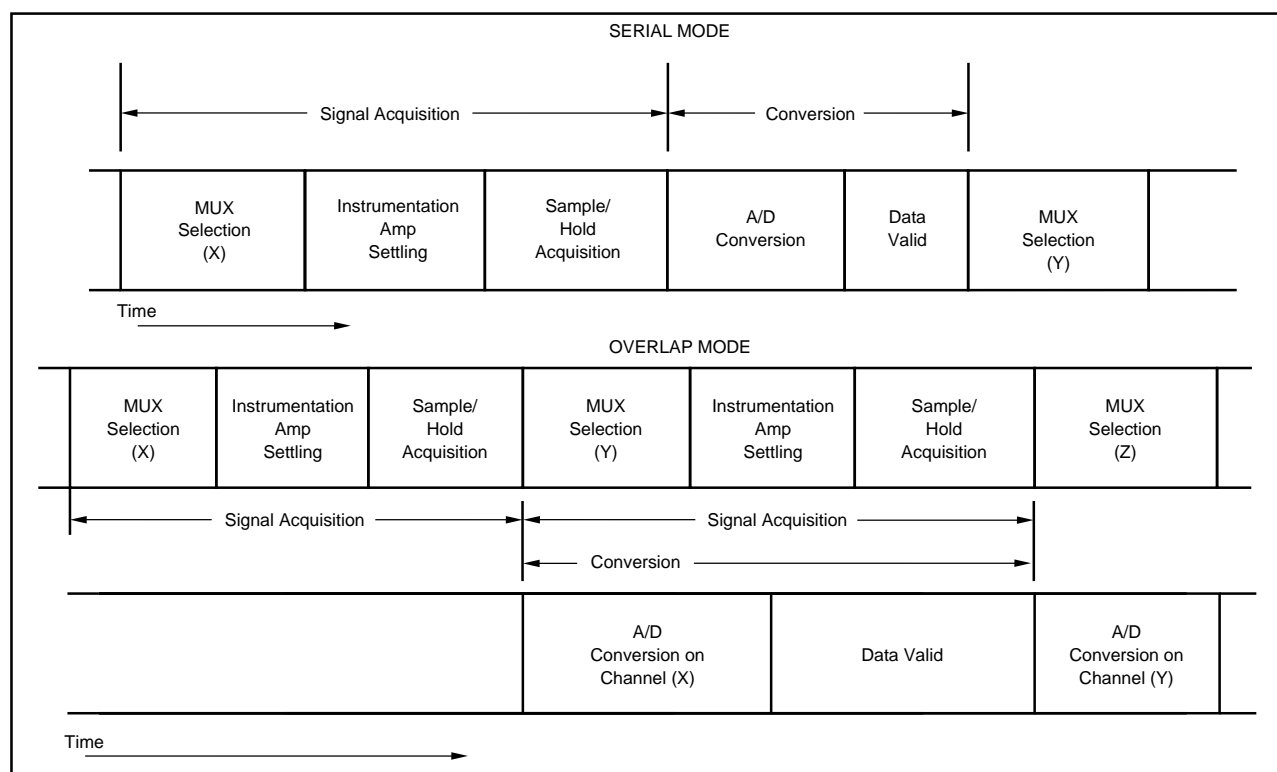 SERIAL MODE
Signal Acquisition
Conversion
MUX
Selection
(X)
Instrumentation
Amp
Settling
Sample/
Hold
Acquisition
A/D
Conversion
Data
Valid
MUX
Selection
(Y)
Time
OVERLAP MODE
MUX
Selection
(X)
Instrumentation
Amp
Settling
Sample/
Hold
Acquisition
MUX
Selection
(Y)
Instrumentation
Amp
Settling
Sample/
Hold
Acquisition
MUX
Selection
(Z)
Signal Acquisition
Signal Acquisition
Conversion
A/D
Conversion on
Channel (X)
Data Valid
A/D
Conversion on
Channel (Y)
Time